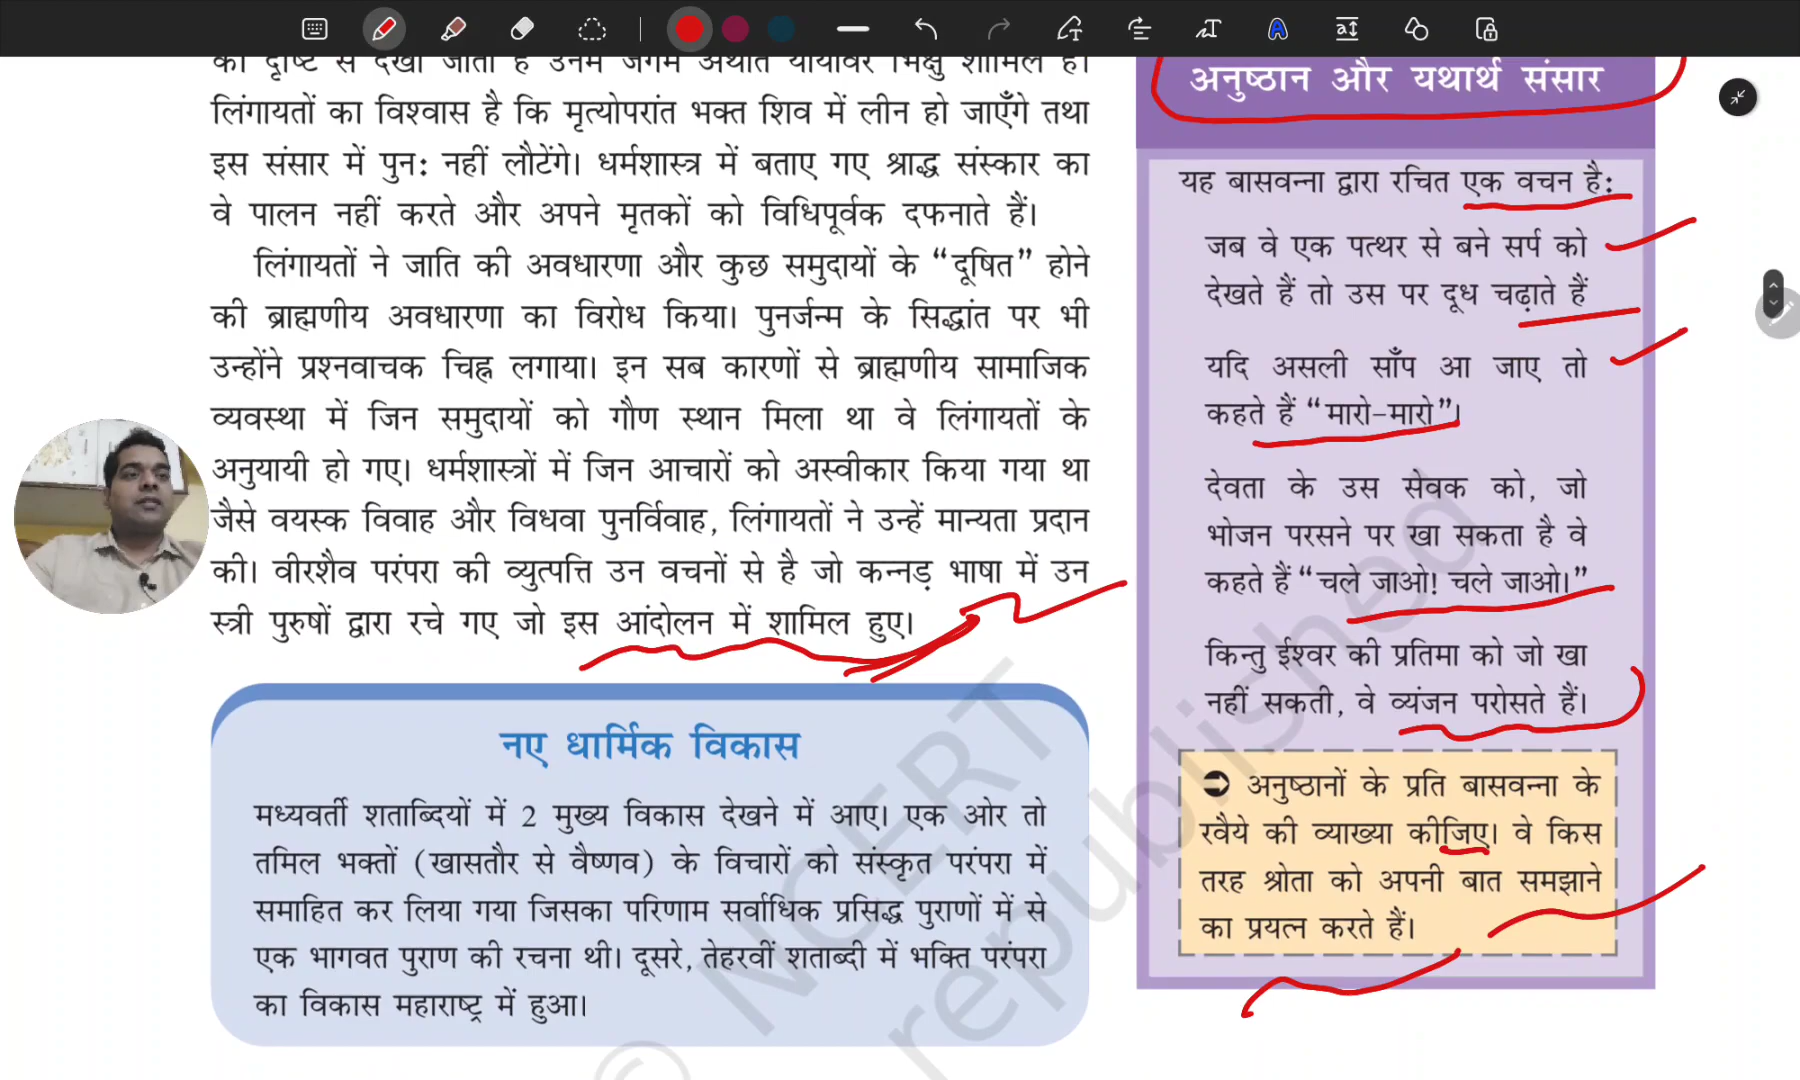 की दृष्टि से देखा जाता है उनमें जंगम अर्थात यायावर भिक्षु शामिल हैं।
लिंगायतों का विश्वास है कि मृत्योपरांत भक्त शिव में लीन हो जाएँगे तथा
इस संसार में पुनः नहीं लौटेंगे। धर्मशास्त्र में बताए गए श्राद्ध संस्कार का
वे पालन नहीं करते और अपने मृतकों को विधिपूर्वक दफनाते हैं।
लिंगायतों ने जाति की अवधारणा और कुछ समुदायों के “दूषित” होने
की ब्राह्मणीय अवधारणा का विरोध किया। पुनर्जन्म के सिद्धांत पर भी
उन्होंने प्रश्नवाचक चिह्न लगाया। इन सब कारणों से ब्राह्मणीय सामाजिक
व्यवस्था में जिन समुदायों को गौण स्थान मिला था वे लिंगायतों के
अनुयायी हो गए। धर्मशास्त्रों में जिन आचारों को अस्वीकार किया गया था
जैसे वयस्क विवाह और विधवा पुनर्विवाह, लिंगायतों ने उन्हें मान्यता प्रदान
की। वीरशैव परंपरा की व्युत्पत्ति उन वचनों से है जो कन्नड़ भाषा में उन
स्त्री पुरुषों द्वारा रचे गए जो इस आंदोलन में शामिल हुए।
नए धार्मिक विकास
मध्यवर्ती शताब्दियों में 2 मुख्य विकास देखने में आए। एक ओर तो
तमिल भक्तों (खासतौर से वैष्णव) के विचारों को संस्कृत परंपरा में
समाहित कर लिया गया जिसका परिणाम सर्वाधिक प्रसिद्ध पुराणों में से
एक भागवत पुराण की रचना थी। दूसरे, तेहरवीं शताब्दी में भक्ति परंपरा
का विकास महाराष्ट्र में हुआ।
अनुष्ठान और यथार्थ संसार
यह बासवन्ना द्वारा रचित एक वचन है:
जब वे एक पत्थर से बने सर्प को
देखते हैं तो उस पर दूध चढ़ाते हैं
यदि असली साँप आ जाए तो
कहते हैं “मारो-मारो”।
देवता के उस सेवक को, जो
भोजन परसने पर खा सकता है वे
कहते हैं “चले जाओ! चले जाओ।”
किन्तु ईश्वर की प्रतिमा को जो खा
नहीं सकती, वे व्यंजन परोसते हैं।
➲ अनुष्ठानों के प्रति बासवन्ना के
रवैये की व्याख्या कीजिए। वे किस
तरह श्रोता को अपनी बात समझाने
का प्रयत्न करते हैं।
© NCERT
republished